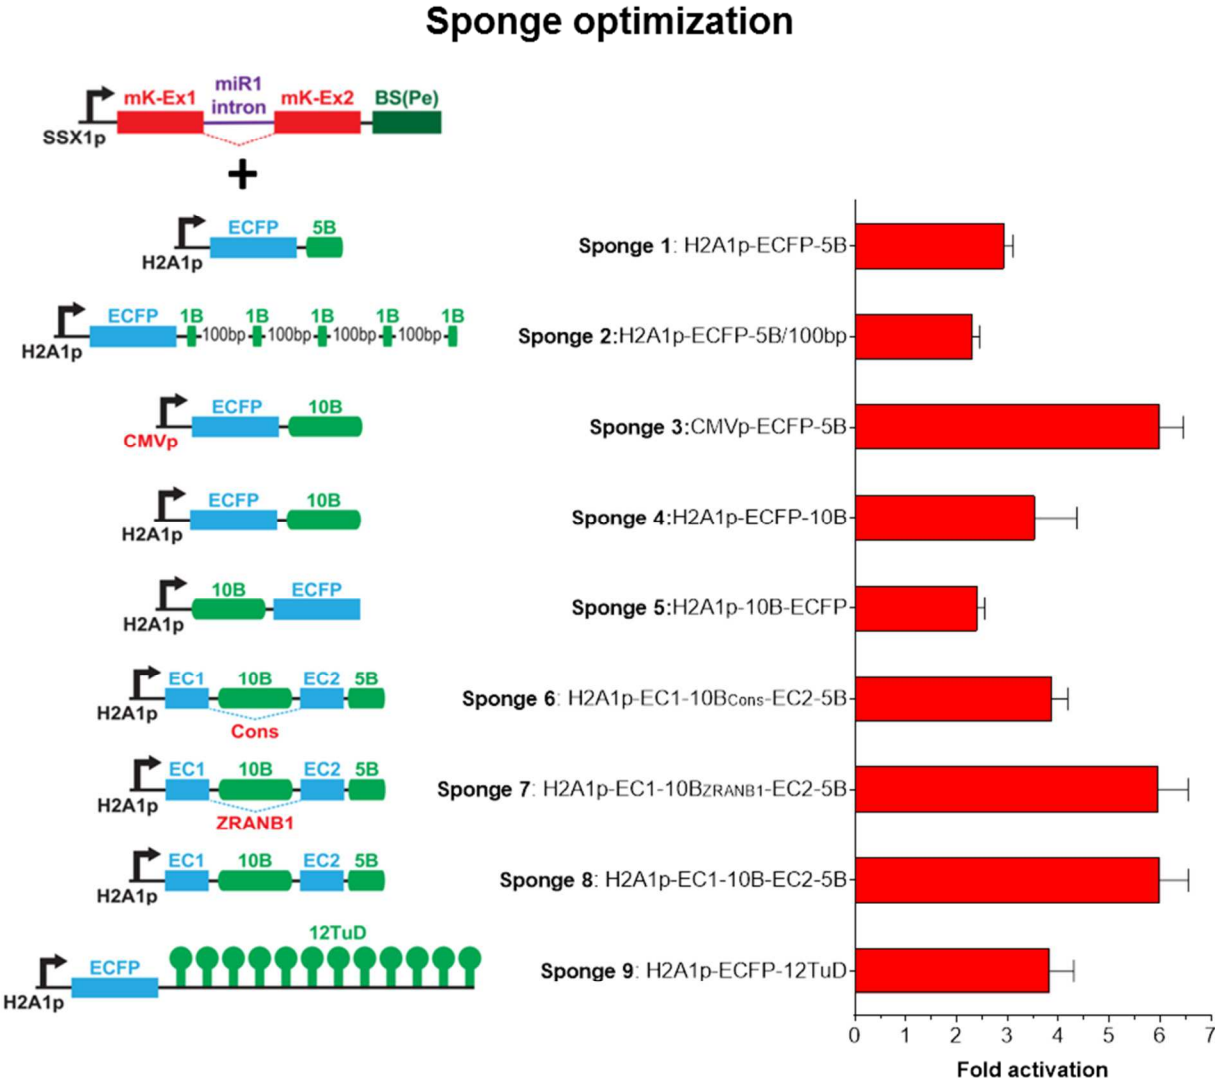 Sponge optimization
miR1
mK-Ex1 intron mK-Ex2 BS(Pe)
SSX1p
+
ECFP 5B
H2A1p
Sponge 1: H2A1p-ECFP-5B
ECFP 1B 1B 1B 1B 1B
100bp 100bp 100bp 100bp
H2A1p
Sponge 2:H2A1p-ECFP-5B/100bp
ECFP 10B
CMVp
Sponge 3:CMVp-ECFP-5B
ECFP 10B
H2A1p
Sponge 4:H2A1p-ECFP-10B
10B ECFP
H2A1p
Sponge 5:H2A1p-10B-ECFP
EC1 10B EC2 5B
H2A1p
Cons
Sponge 6: H2A1p-EC1-10BCons-EC2-5B
EC1 10B EC2 5B
H2A1p
ZRANB1
Sponge 7: H2A1p-EC1-10BZRANB1-EC2-5B
EC1 10B EC2 5B
H2A1p
Sponge 8: H2A1p-EC1-10B-EC2-5B
12TuD
ECFP
H2A1p
Sponge 9: H2A1p-ECFP-12TuD
0 1 2 3 4 5 6 7
Fold activation